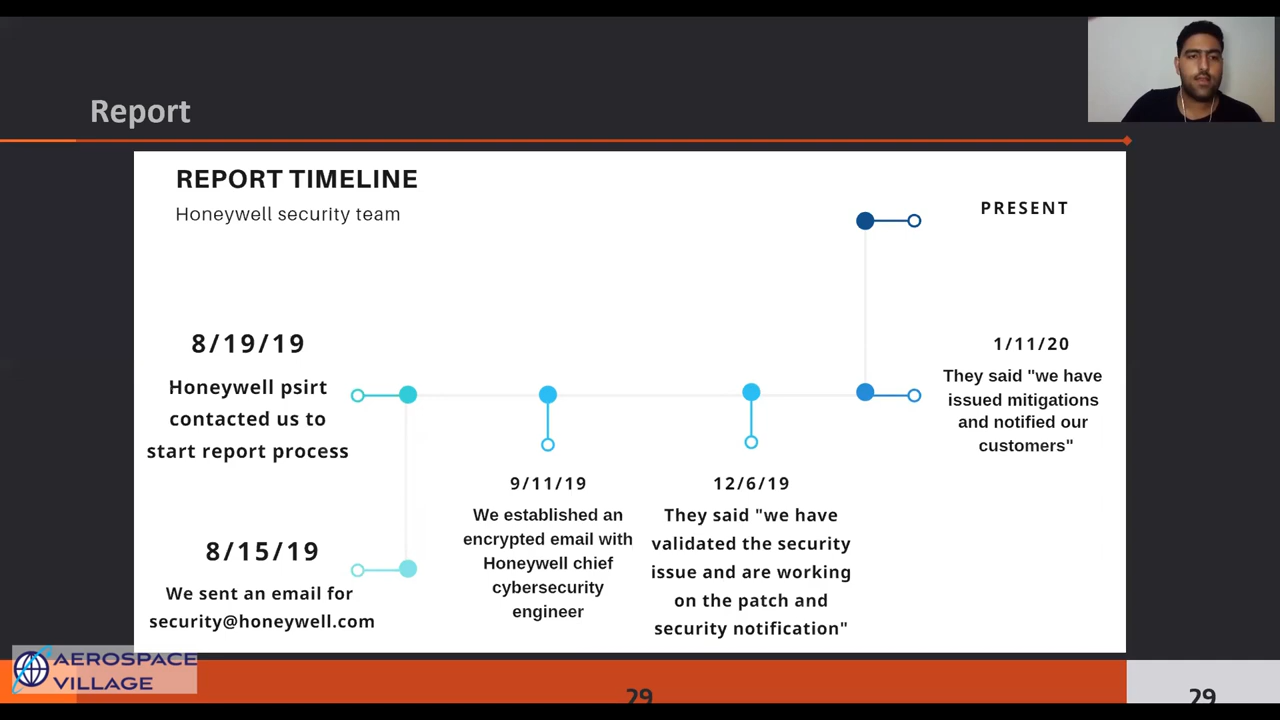 Report
REPORT TIMELINE
Honeywell security team
PRESENT
8/19/19
Honeywell psirt
contacted us to
start report process
1/11/20
They said "we have
issued mitigations
and notified our
customers"
8/15/19
We sent an email for
security@honeywell.com
9/11/19
We established an
encrypted email with
Honeywell chief
cybersecurity
engineer
12/6/19
They said "we have
validated the security
issue and are working
on the patch and
security notification"
AEROSPACE
VILLAGE
29
29